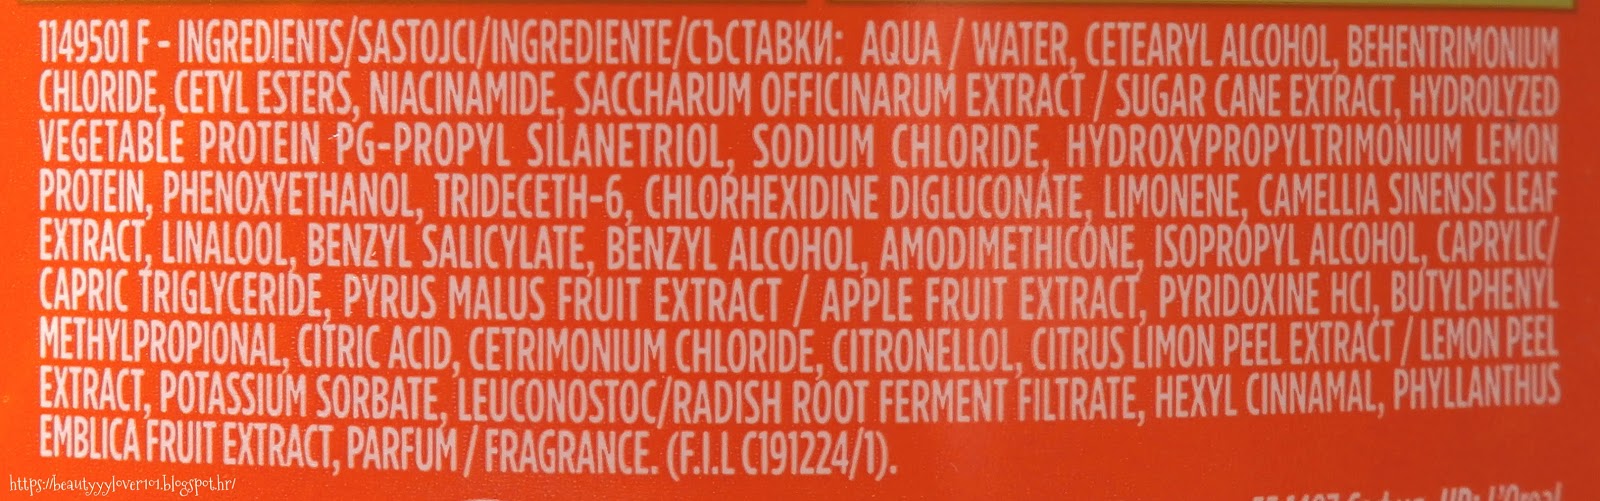 1149501 F - INGREDIENTS/SASTOJCI/INGREDIENTE/СЪСТАВКИ: AQUA / WATER, CETEARYL ALCOHOL, BEHENTRIMONIUM
CHLORIDE, CETYL ESTERS, NIACINAMIDE, SACCHARUM OFFICINARUM EXTRACT / SUGAR CANE EXTRACT, HYDROLYZED
VEGETABLE PROTEIN PG-PROPYL SILANETRIOL, SODIUM CHLORIDE, HYDROXYPROPYLTRIMONIUM LEMON
PROTEIN, PHENOXYETHANOL, TRIDECETH-6, CHLORHEXIDINE DIGLUCONATE, LIMONENE, CAMELLIA SINENSIS LEAF
EXTRACT, LINALOOL, BENZYL SALICYLATE, BENZYL ALCOHOL, AMODIMETHICONE, ISOPROPYL ALCOHOL, CAPRYLIC/
CAPRIC TRIGLYCERIDE, PYRUS MALUS FRUIT EXTRACT / APPLE FRUIT EXTRACT, PYRIDOXINE HCl, BUTYLPHENYL
METHYLPROPIONAL, CITRIC ACID, CETRIMONIUM CHLORIDE, CITRONELLOL, CITRUS LIMON PEEL EXTRACT / LEMON PEEL
EXTRACT, POTASSIUM SORBATE, LEUCONOSTOC/RADISH ROOT FERMENT FILTRATE, HEXYL CINNAMAL, PHYLLANTHUS
EMBLICA FRUIT EXTRACT, PARFUM / FRAGRANCE. (F.I.L C191224/1).
https://beautyyylover101.blogspot.hr/